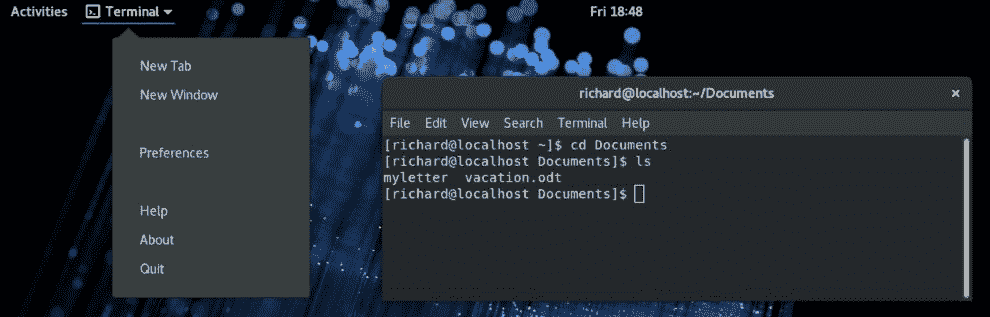 Activities Terminal Fri 18:48
New Tab
New Window
Preferences
Help
About
Quit
richard@localhost:~/Documents ×
File Edit View Search Terminal Help
[richard@localhost ~]$ cd Documents
[richard@localhost Documents]$ ls
myletter  vacation.odt
[richard@localhost Documents]$